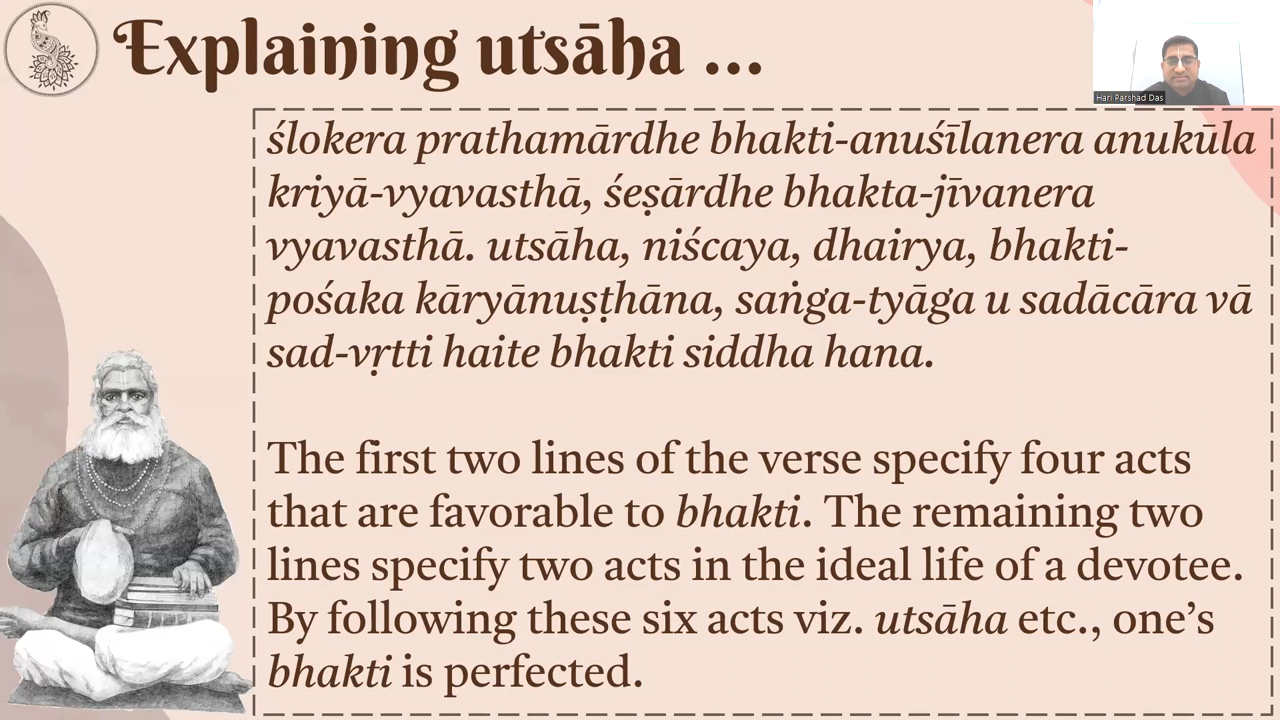 Explaining utsāha ...
Hari Parshad Das
ślokera prathamārdhe bhakti-anuśīlanera anukūla
kriyā-vyavasthā, śeṣārdhe bhakta-jīvanera
vyavasthā. utsāha, niścaya, dhairya, bhakti-
pośaka kāryānuṣṭhāna, saṅga-tyāga u sadācāra vā
sad-vṛtti haite bhakti siddha hana.
The first two lines of the verse specify four acts
that are favorable to bhakti. The remaining two
lines specify two acts in the ideal life of a devotee.
By following these six acts viz. utsāha etc., one’s
bhakti is perfected.